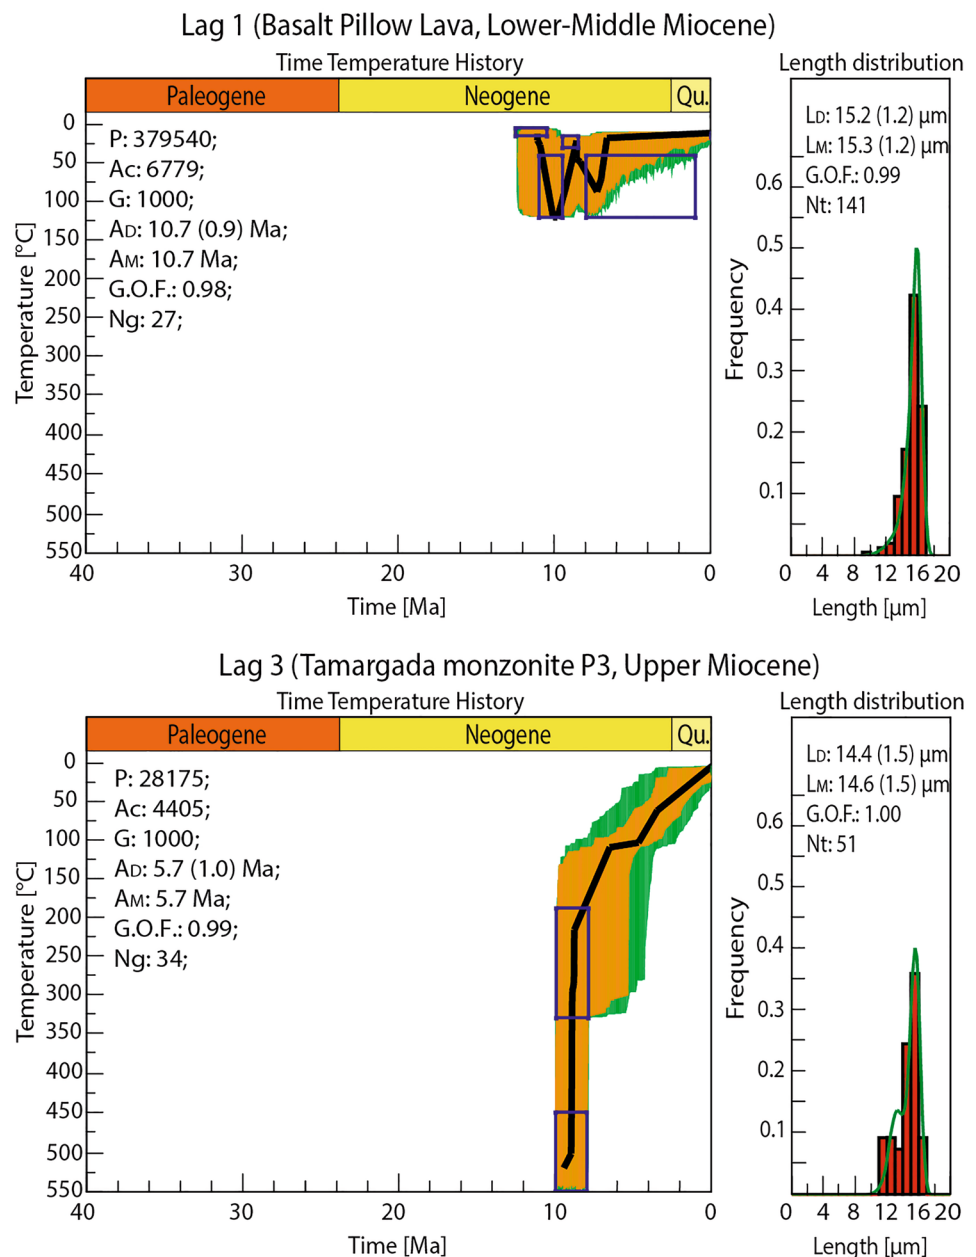 Lag 1 (Basalt Pillow Lava, Lower-Middle Miocene)
Time Temperature History
Length distribution
Paleogene
Neogene
Qu.
Temperature [°C]
0
50
100
150
200
250
300
350
400
450
500
550
P: 379540;
Ac: 6779;
G: 1000;
AD: 10.7 (0.9) Ma;
AM: 10.7 Ma;
G.O.F.: 0.98;
Ng: 27;
40 30 20 10 0
Time [Ma]
LD: 15.2 (1.2) µm
LM: 15.3 (1.2) µm
G.O.F.: 0.99
Nt: 141
Frequency
0.6
0.5
0.4
0.3
0.2
0.1
0 4 8 12 16 20
Length [µm]
Lag 3 (Tamargada monzonite P3, Upper Miocene)
Time Temperature History
Length distribution
Paleogene
Neogene
Qu.
Temperature [°C]
0
50
100
150
200
250
300
350
400
450
500
550
P: 28175;
Ac: 4405;
G: 1000;
AD: 5.7 (1.0) Ma;
AM: 5.7 Ma;
G.O.F.: 0.99;
Ng: 34;
40 30 20 10 0
Time [Ma]
LD: 14.4 (1.5) µm
LM: 14.6 (1.5) µm
G.O.F.: 1.00
Nt: 51
Frequency
0.6
0.5
0.4
0.3
0.2
0.1
0 4 8 12 16 20
Length [µm]